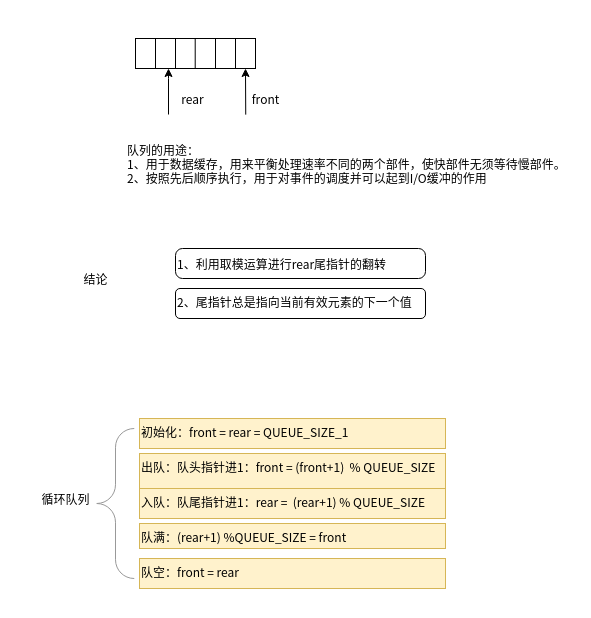 rear
front
队列的用途：
1、用于数据缓存，用来平衡处理速率不同的两个部件，使快部件无须等待慢部件。
2、按照先后顺序执行，用于对事件的调度并可以起到I/O缓冲的作用
1、利用取模运算进行rear尾指针的翻转
结论
2、尾指针总是指向当前有效元素的下一个值
初始化：front = rear = QUEUE_SIZE_1
出队：队头指针进1：front = (front+1) % QUEUE_SIZE
循环队列
入队：队尾指针进1：rear = (rear+1) % QUEUE_SIZE
队满：(rear+1) %QUEUE_SIZE = front
队空：front = rear